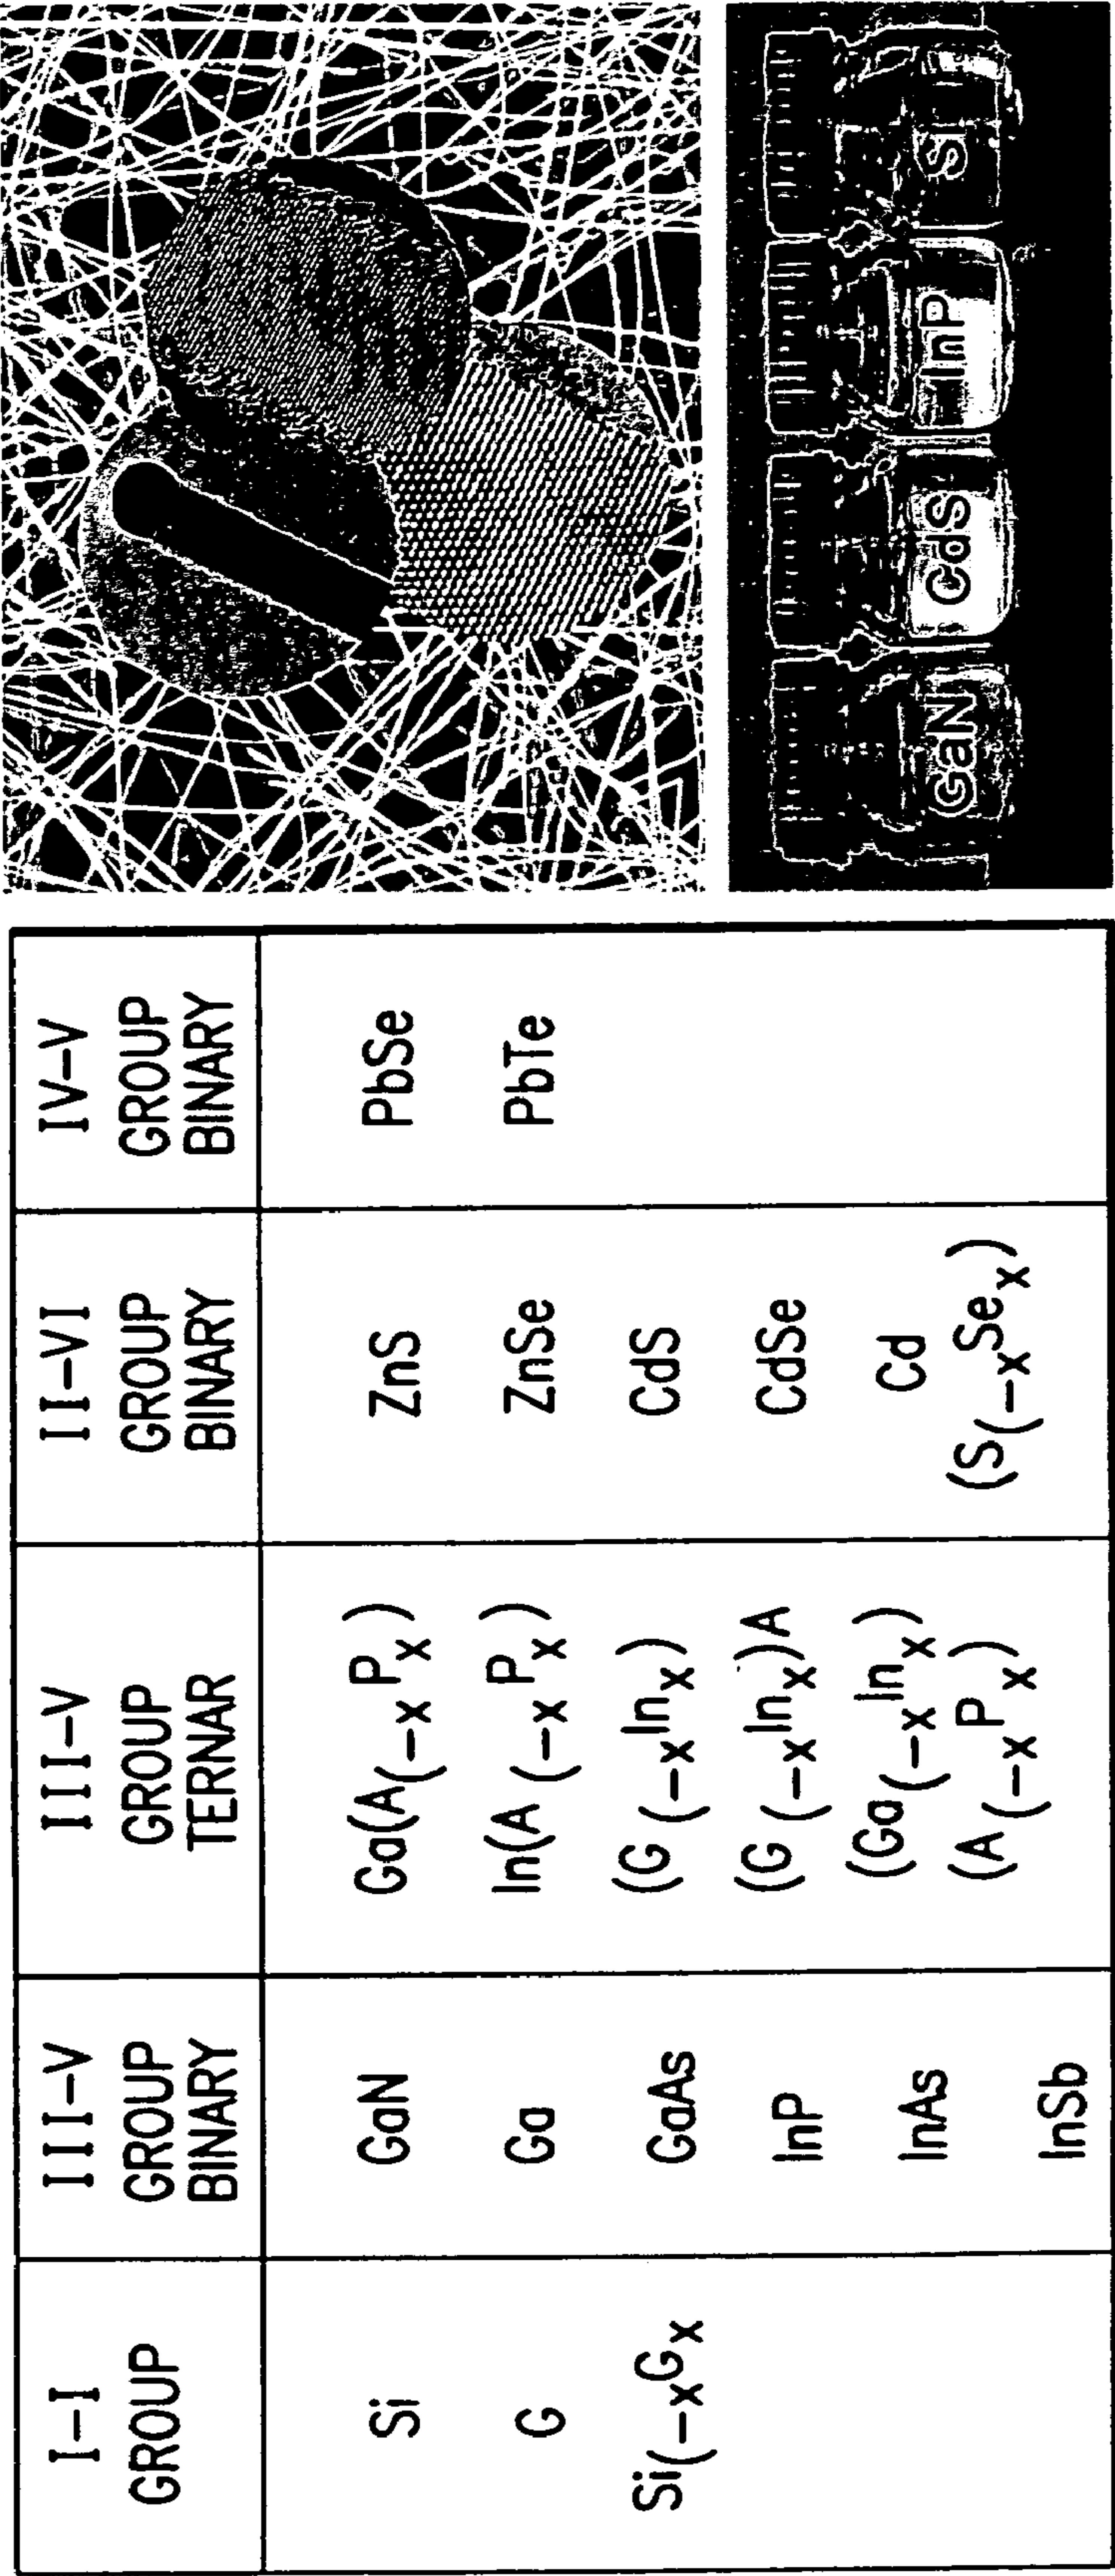 I-I
GROUP
III-V
GROUP
BINARY
III-V
GROUP
TERNAR
II-VI
GROUP
BINARY
IV-V
GROUP
BINARY
Si
G
Si(-xGx
GaN
Ga
GaAs
InP
InAs
InSb
Ga(A(-xPx)
In(A (-xPx)
(G (-xInx)
(G (-xInx)A
(Ga(-xInx)
(A(-xPx)
ZnS
ZnSe
CdS
CdSe
Cd
(S(-xSex)
PbSe
PbTe
GaN
CdS
InP
Si